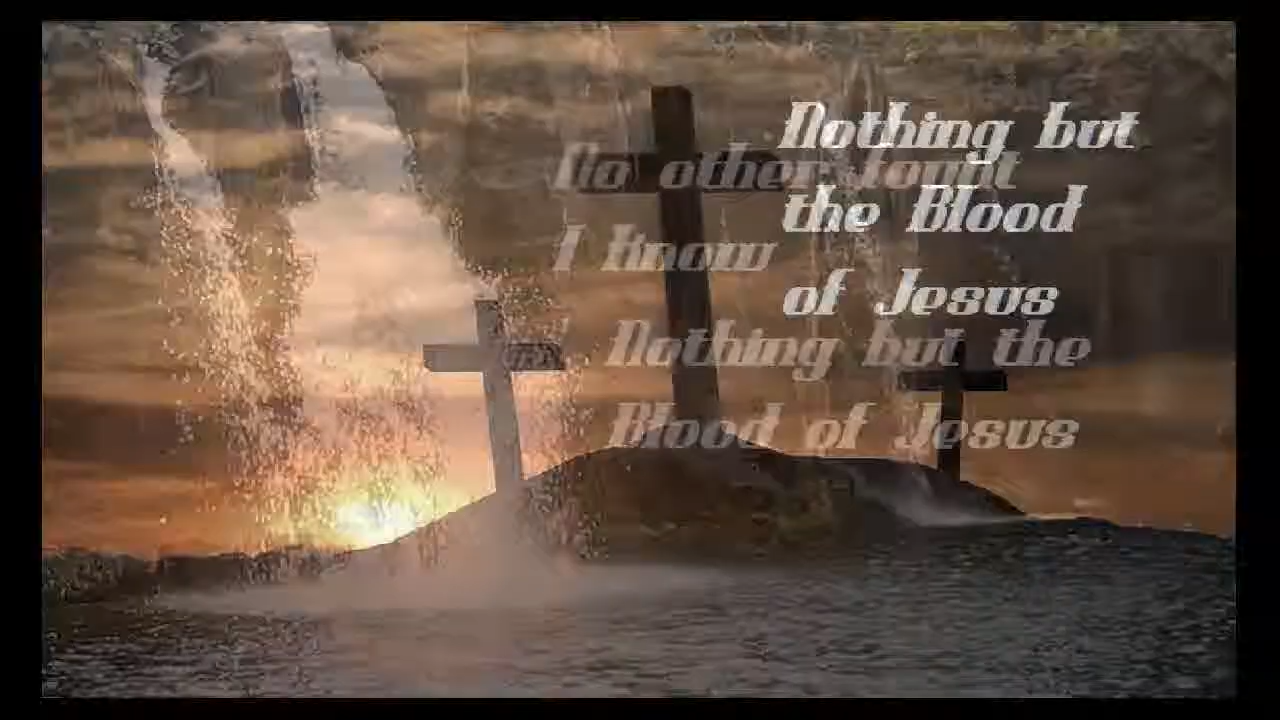 Nothing but
the Blood
of Jesus
No other fount
I know
Nothing but the
Blood of Jesus